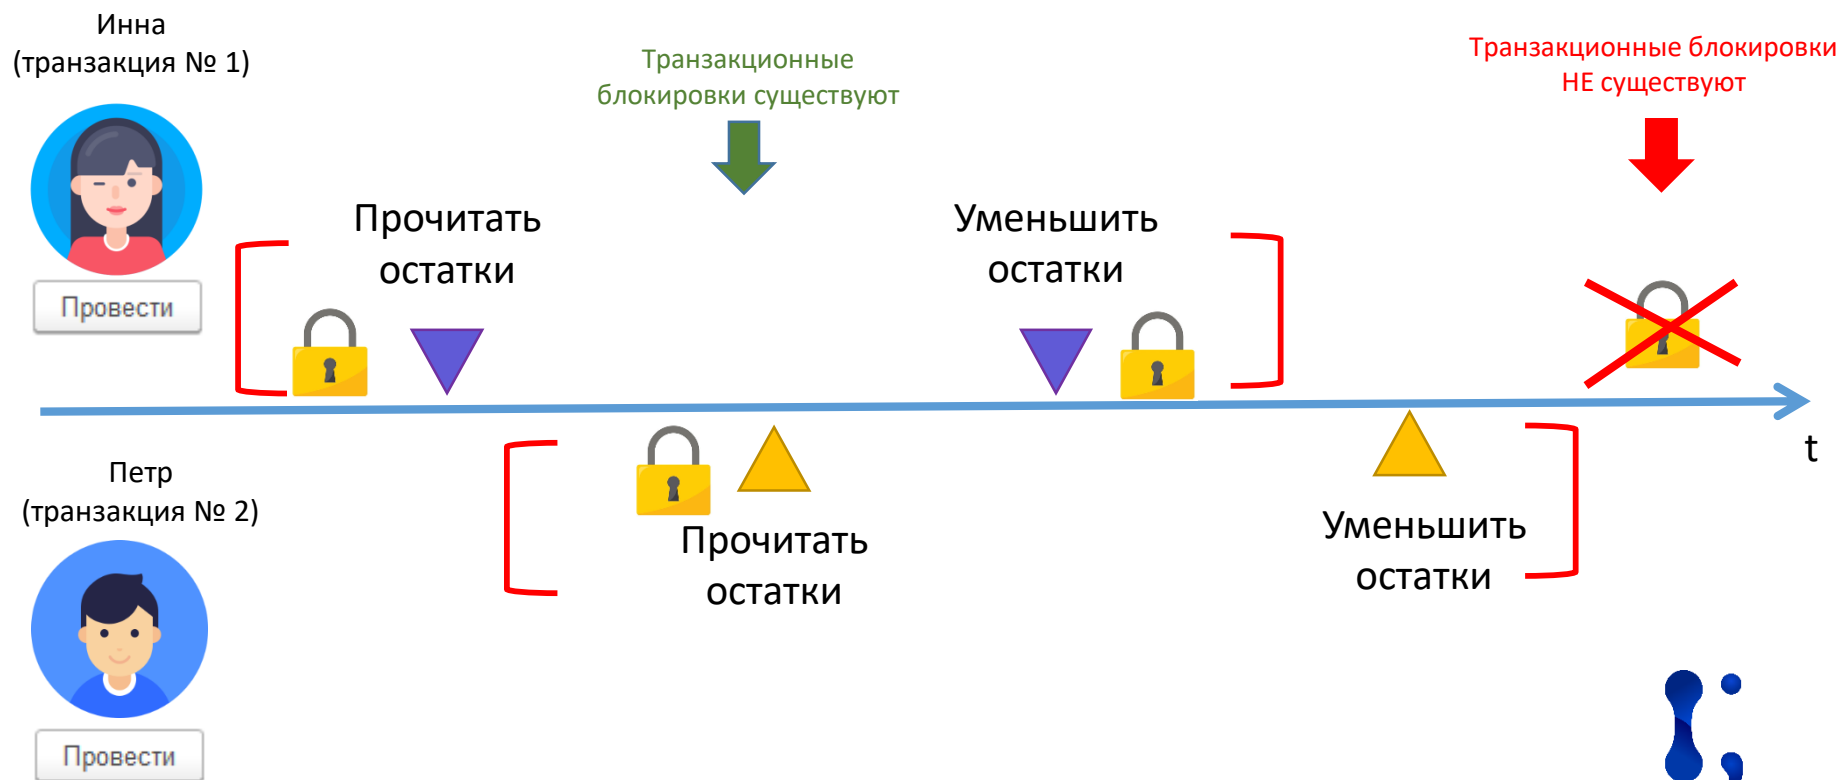 Инна
(транзакция № 1)
Транзакционные
блокировки существуют
Транзакционные блокировки
НЕ существуют
Прочитать
остатки
Уменьшить
остатки
Провести
t
Петр
(транзакция № 2)
Прочитать
остатки
Уменьшить
остатки
Провести